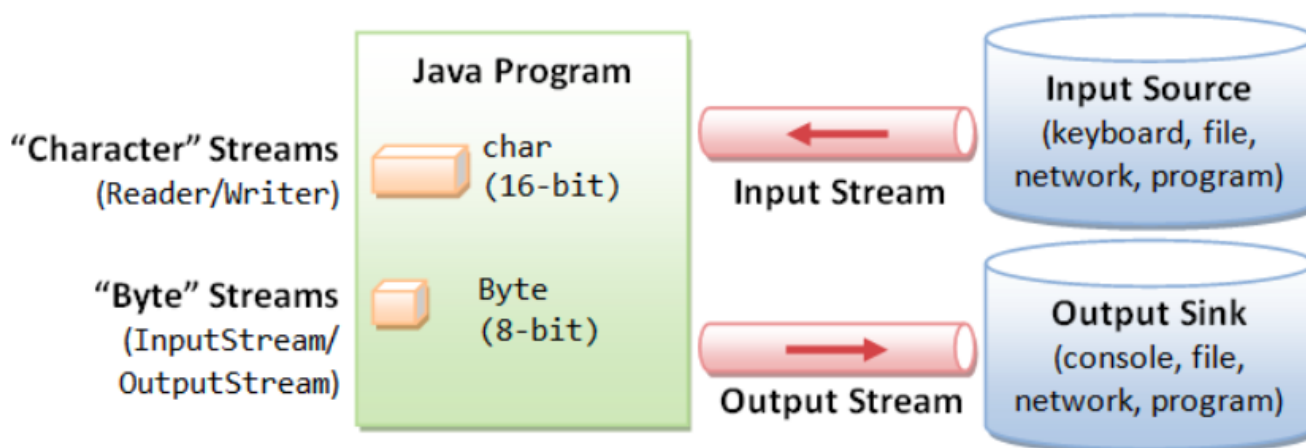 Java Program
“Character” Streams
(Reader/Writer)
char
(16-bit)
“Byte” Streams
(InputStream/
OutputStream)
Byte
(8-bit)
Input Stream
Input Source
(keyboard, file,
network, program)
Output Stream
Output Sink
(console, file,
network, program)